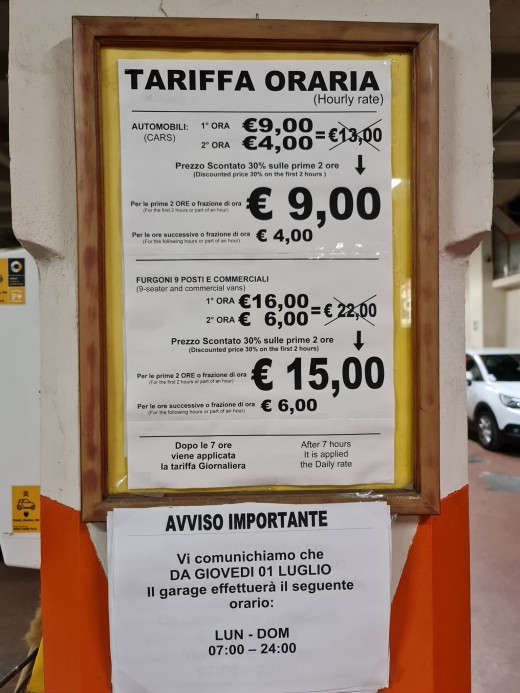 TARIFFA ORARIA
(Hourly rate)
AUTOMOBILI: 1° ORA €9,00
(CARS) 2° ORA €4,00 = €13,00
Prezzo Scontato 30% sulle prime 2 ore
(Discounted price 30% on the first 2 hours )
Per le prime 2 ORE o frazione di ora € 9,00
(For the first 2 hours or part of an hour)
Per le ore successive o frazione di ora € 4,00
(For the following hours or part of an hour)
FURGONI 9 POSTI E COMMERCIALI
(9-seater and commercial vans)
1° ORA €16,00
2° ORA € 6,00 = € 22,00
Prezzo Scontato 30% sulle prime 2 ore
(Discounted price 30% on the first 2 hours)
Per le prime 2 ORE o frazione di ora € 15,00
(For the first 2 hours or part of an hour)
Per le ore successive o frazione di ora € 6,00
(For the following hours or part of an hour)
Dopo le 7 ore After 7 hours
viene applicata It is applied
la tariffa Giornaliera the Daily rate
AVVISO IMPORTANTE
Vi comunichiamo che
DA GIOVEDI 01 LUGLIO
Il garage effettuerà il seguente
orario:
LUN - DOM
07:00 – 24:00